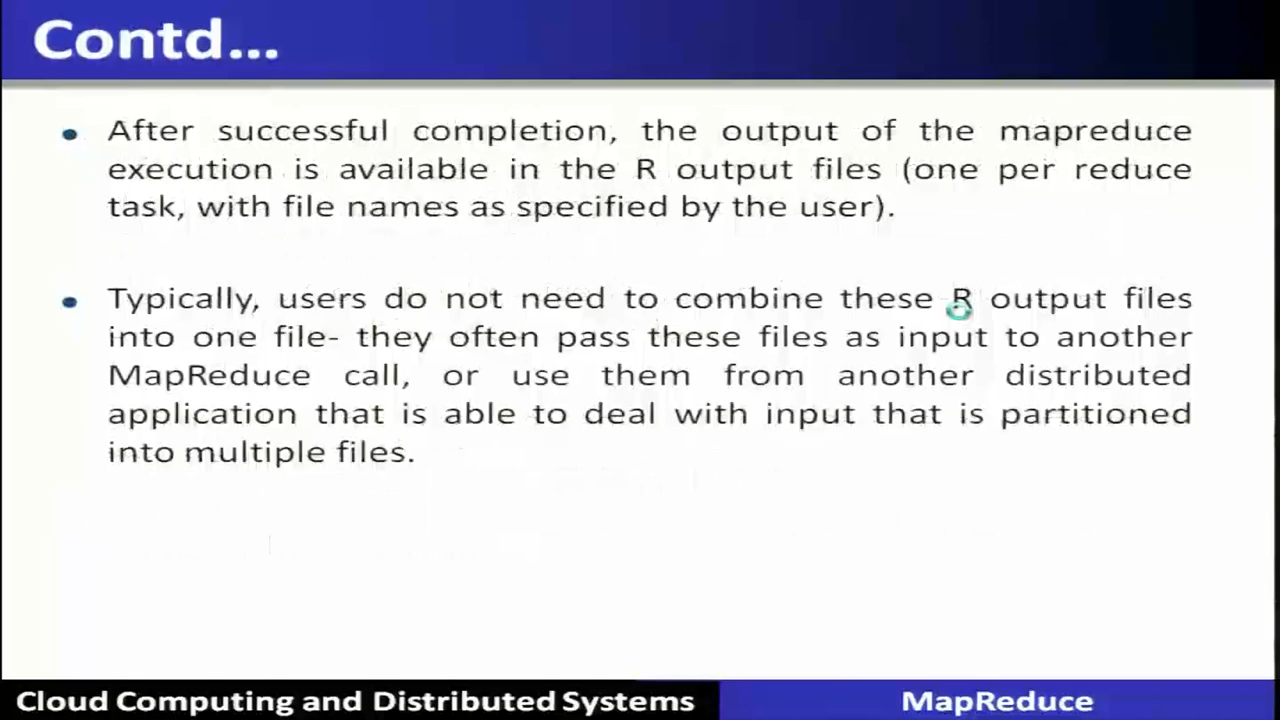 Contd...
After successful completion, the output of the mapreduce
execution is available in the R output files (one per reduce
task, with file names as specified by the user).
Typically, users do not need to combine these R output files
into one file- they often pass these files as input to another
MapReduce call, or use them from another distributed
application that is able to deal with input that is partitioned
into multiple files.
Cloud Computing and Distributed Systems
MapReduce